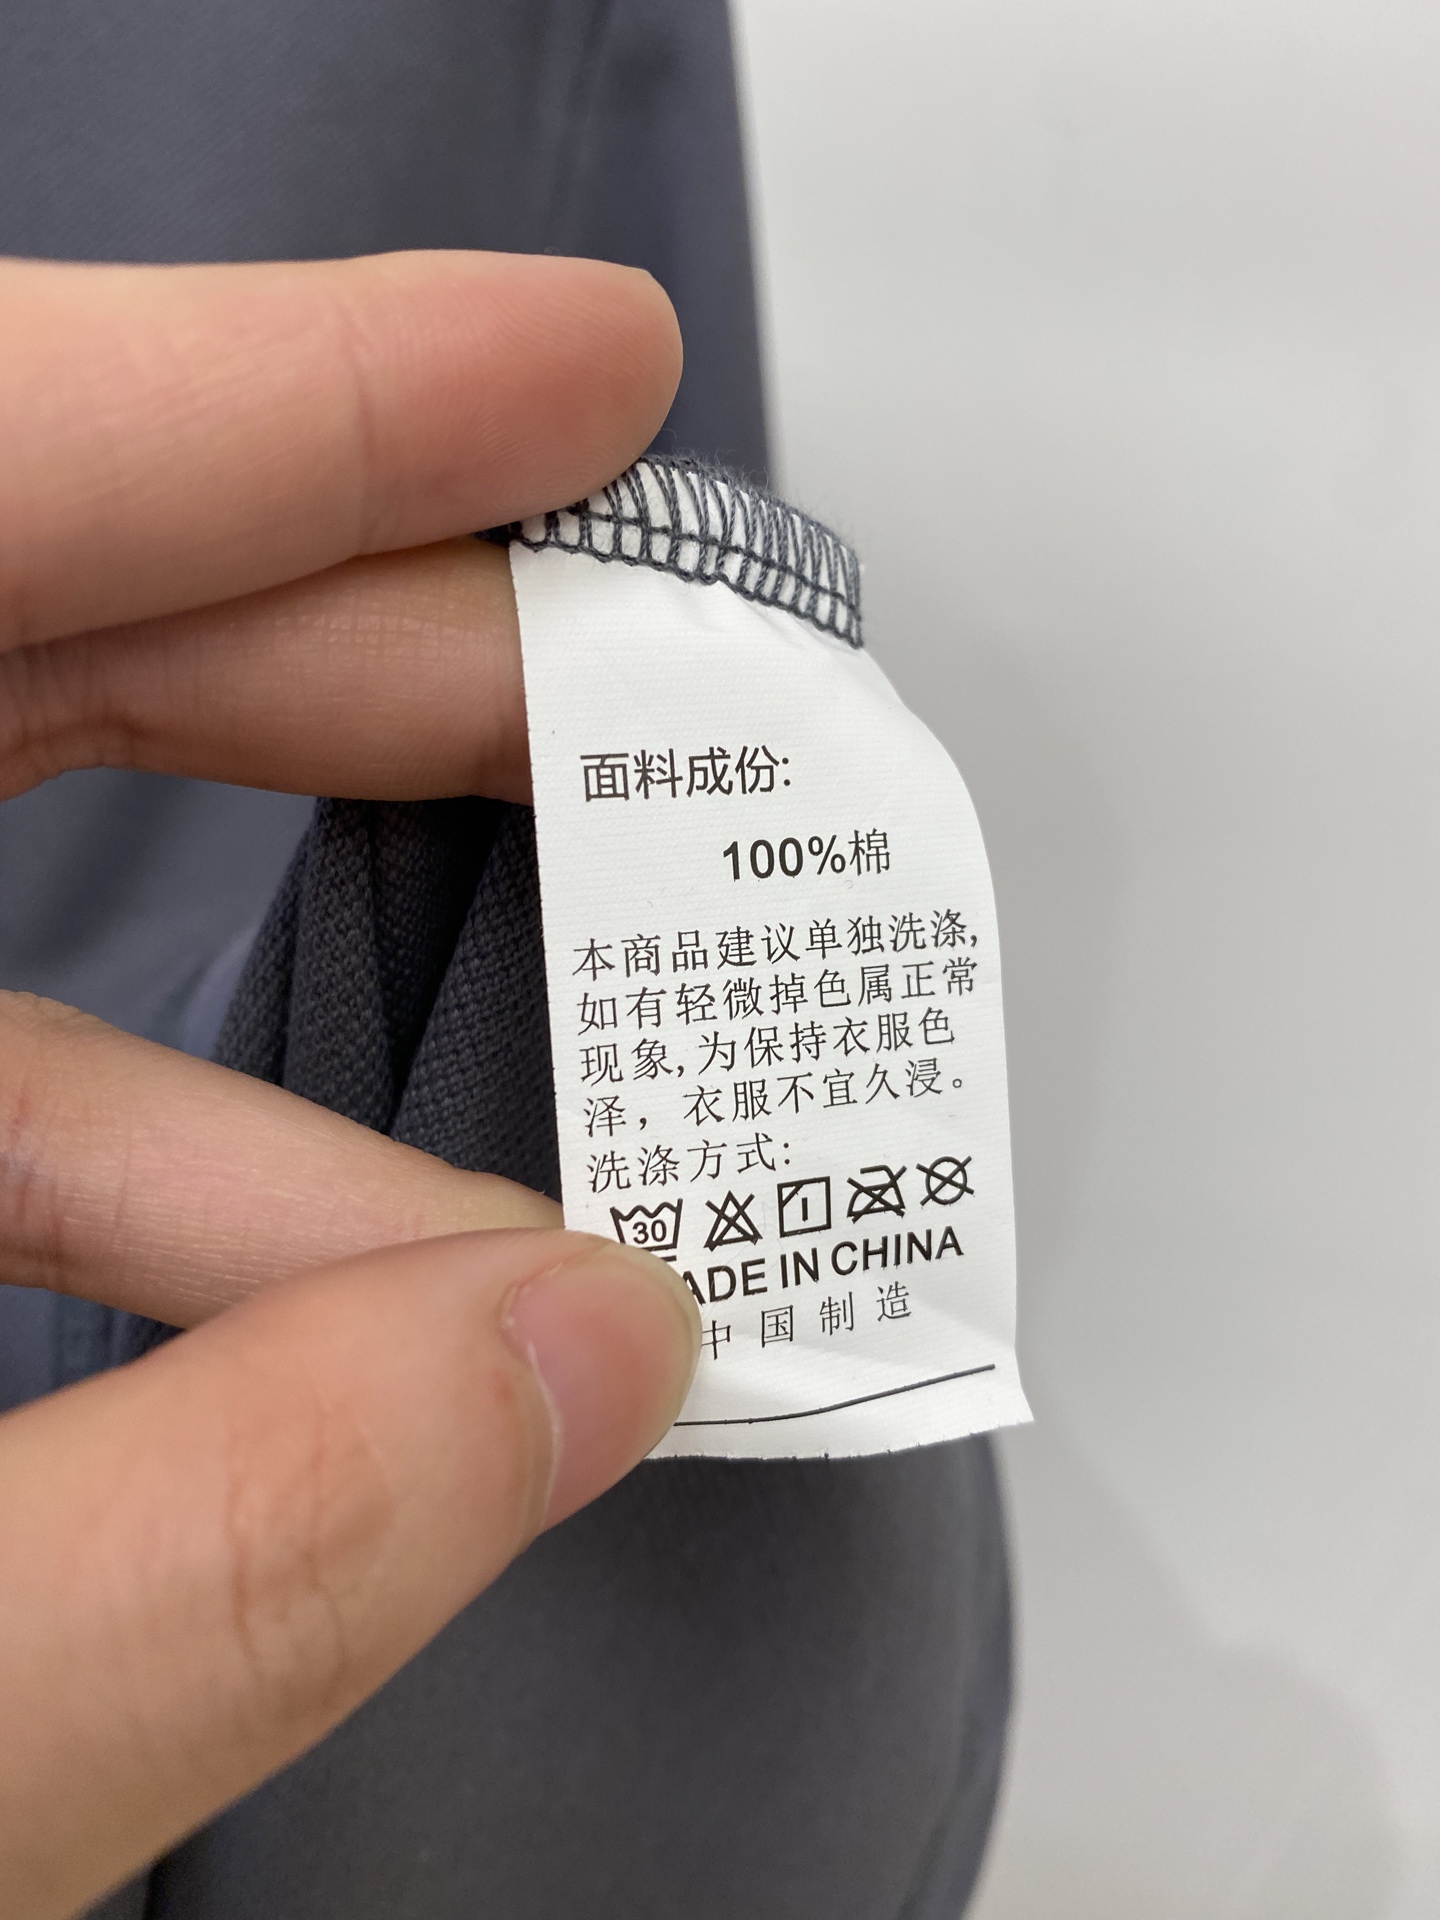 面料成份:
100%棉
本商品建议单独洗涤,
如有轻微掉色属正常
现象,为保持衣服色
泽，衣服不宜久浸。
洗涤方式:
30
ADE IN CHINA
中国制造